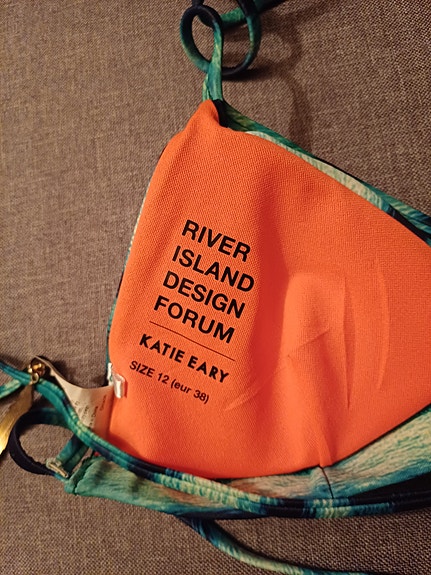 RIVER
ISLAND
DESIGN
FORUM
KATIE EARY
SIZE 12 (eur 38)